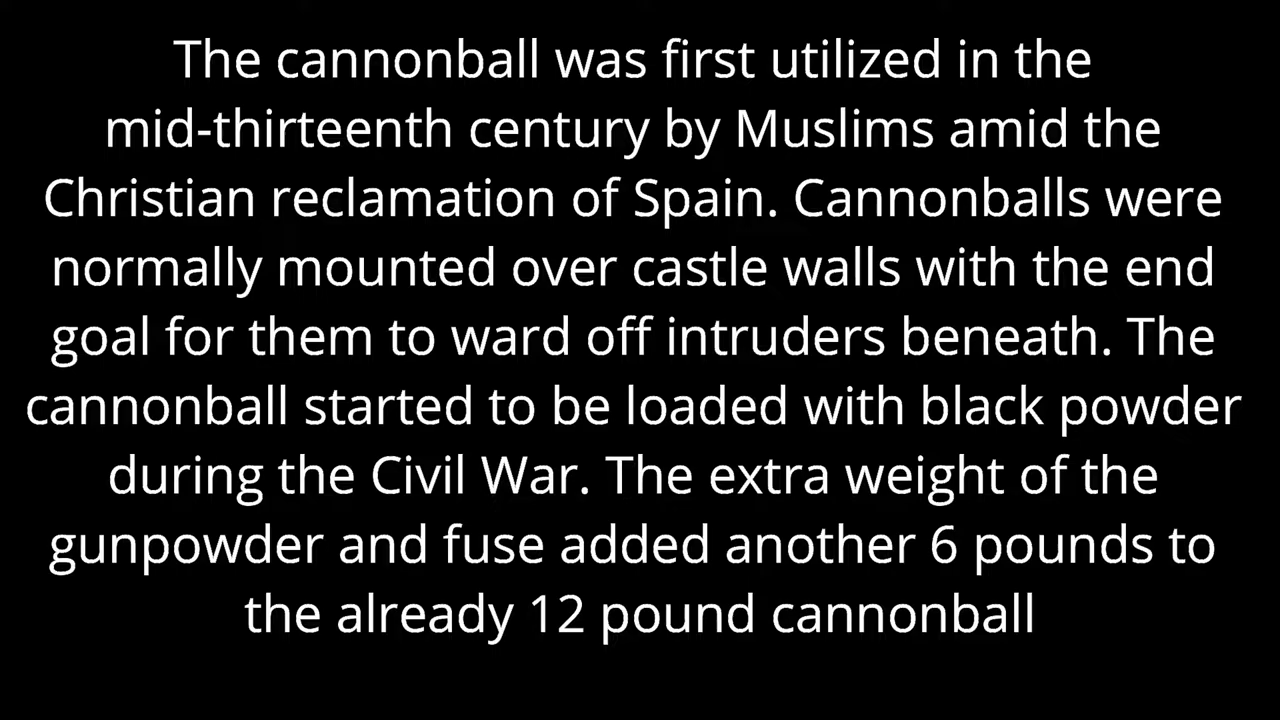 The cannonball was first utilized in the
mid-thirteenth century by Muslims amid the
Christian reclamation of Spain. Cannonballs were
normally mounted over castle walls with the end
goal for them to ward off intruders beneath. The
cannonball started to be loaded with black powder
during the Civil War. The extra weight of the
gunpowder and fuse added another 6 pounds to
the already 12 pound cannonball